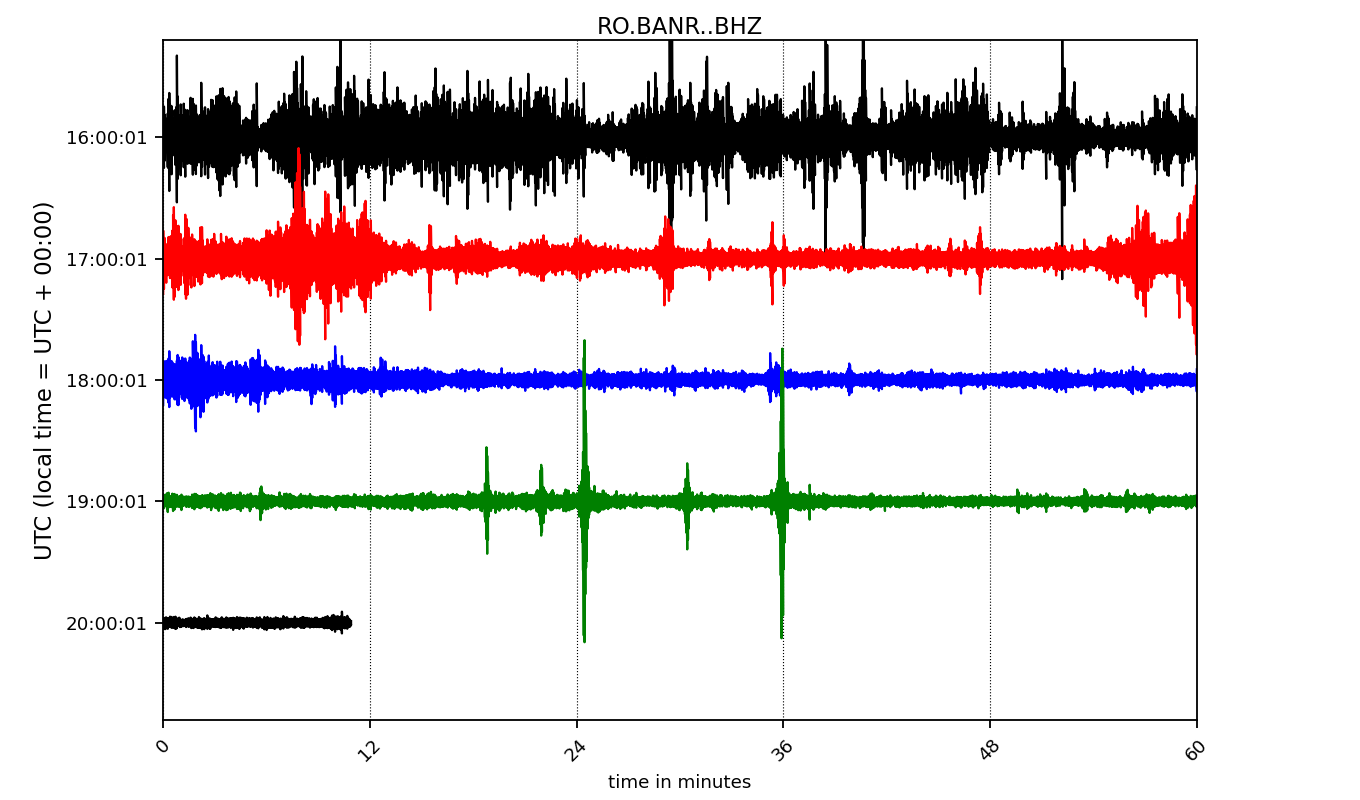 RO.BANR..BHZ
UTC (local time = UTC + 00:00)
16:00:01
17:00:01
18:00:01
19:00:01
20:00:01
0 12 24 36 48 60
time in minutes